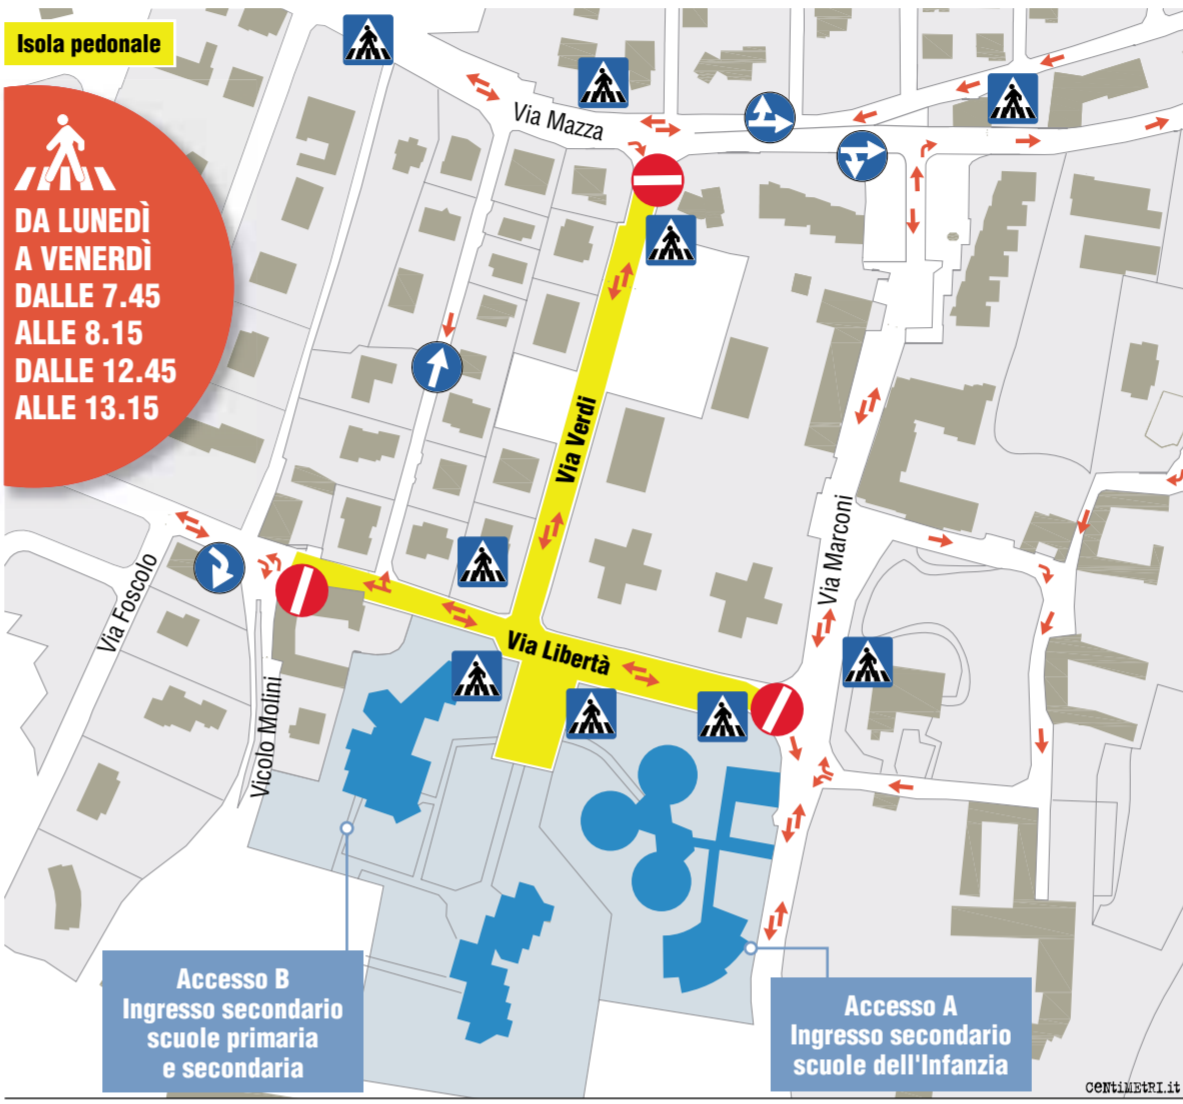 Isola pedonale
DA LUNEDÌ
A VENERDÌ
DALLE 7.45
ALLE 8.15
DALLE 12.45
ALLE 13.15
Via Mazza
Via Verdi
Via Marconi
Via Foscolo
Via Libertà
Vicolo Molini
Accesso B
Ingresso secondario
scuole primaria
e secondaria
Accesso A
Ingresso secondario
scuole dell'Infanzia
CENTIMETRI.it